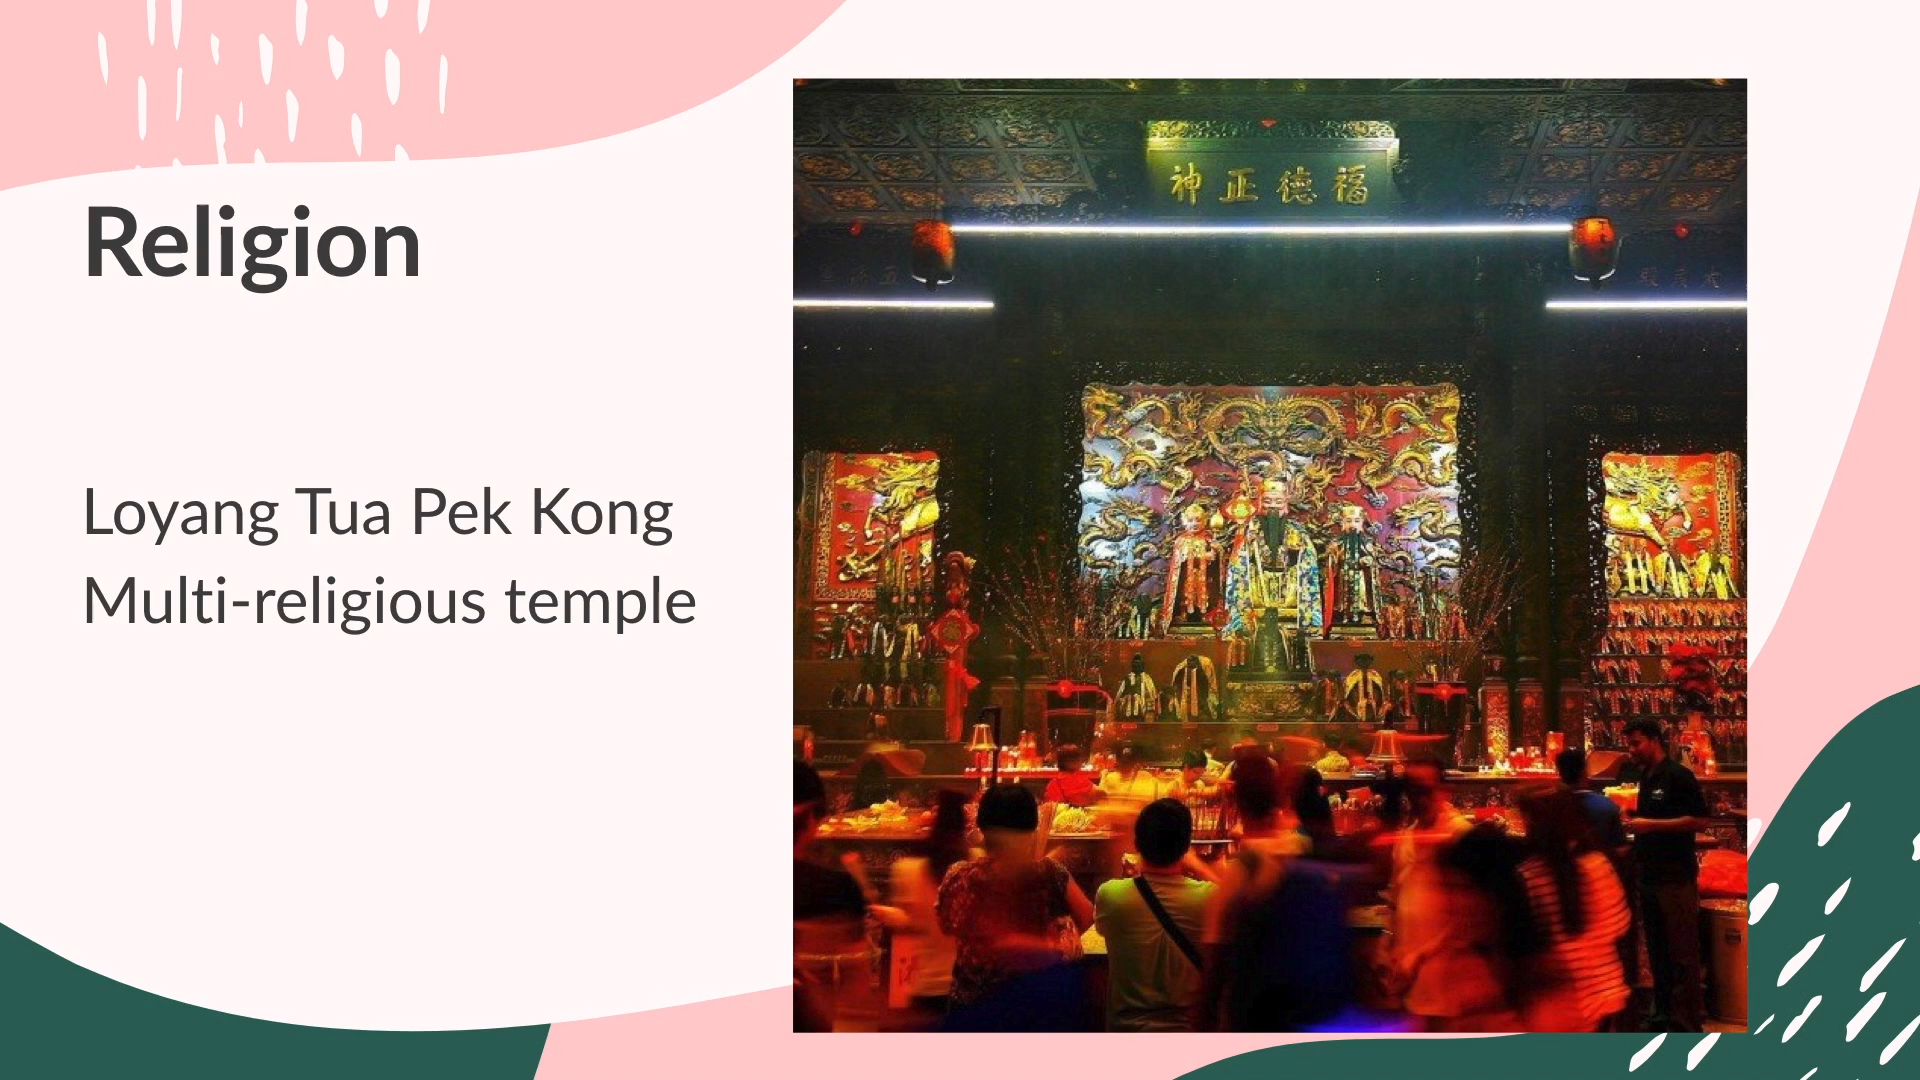 Religion
Loyang Tua Pek Kong
Multi-religious temple
神正德福